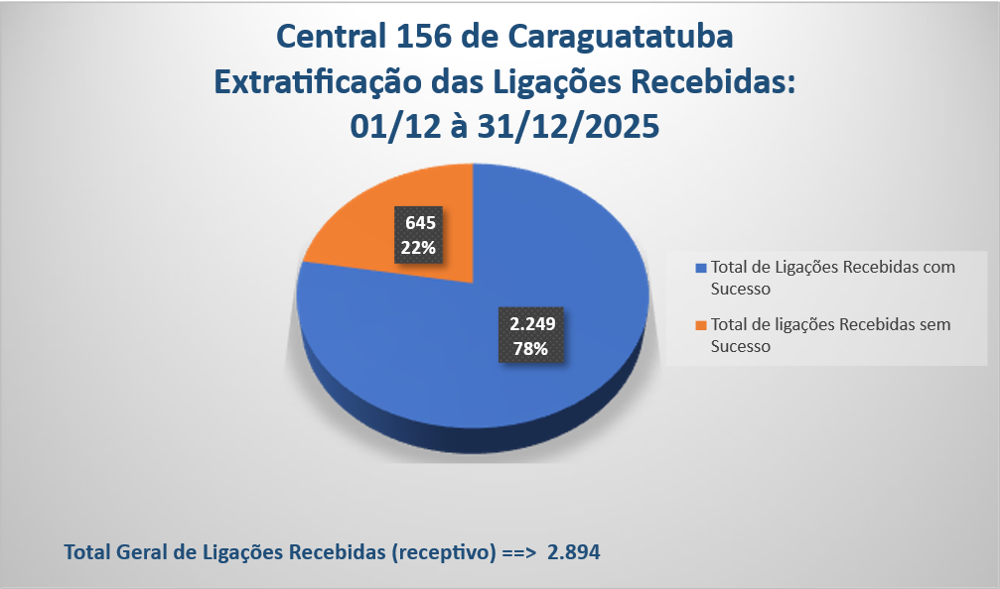 Central 156 de Caraguatatuba
Extratificação das Ligações Recebidas:
01/12 à 31/12/2025
645
22%
2.249
78%
Total de Ligações Recebidas com
Sucesso
Total de ligações Recebidas sem
Sucesso
Total Geral de Ligações Recebidas (receptivo) ==> 2.894